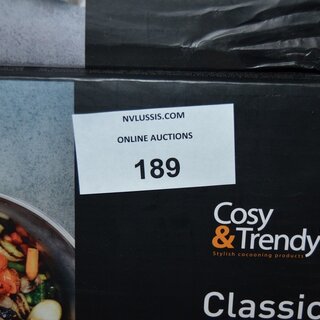 NVLUSSIS.COM
ONLINE AUCTIONS
189
Cosy
& Trendy
Stylish cocooning products
Classic